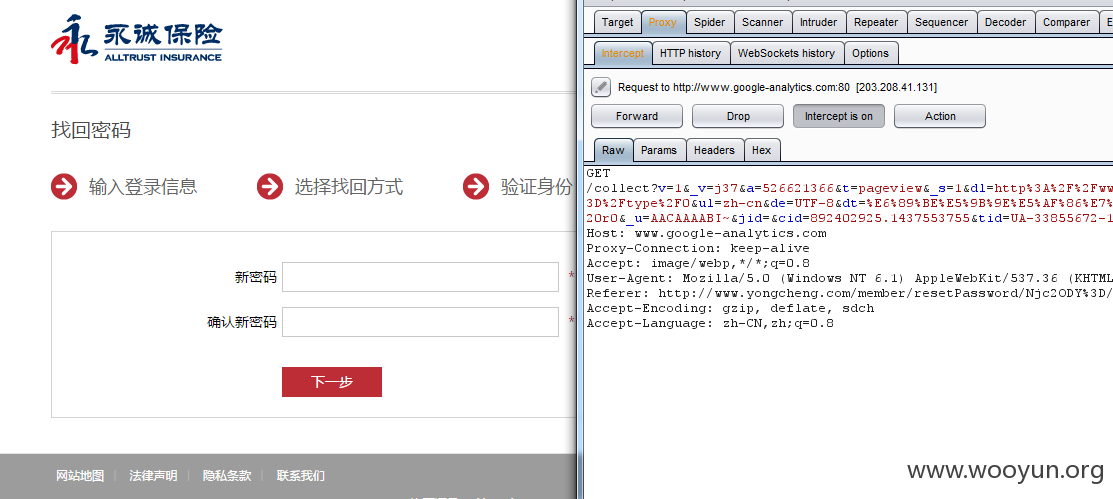 永诚保险
ALLTRUST INSURANCE
找回密码
输入登录信息
选择找回方式
验证身份
新密码 *
确认新密码 *
下一步
网站地图 | 法律声明 | 隐私条款 | 联系我们
Target Proxy Spider Scanner Intruder Repeater Sequencer Decoder Comparer E
Intercept HTTP history WebSockets history Options
Request to http://www.google-analytics.com:80 [203.208.41.131]
Forward Drop Intercept is on Action
Raw Params Headers Hex
GET
/collect?v=1&_v=j37&a=526621366&t=pageview&_s=1&dl=http%3A%2F%2Fww
3D%2Ftype%2F0&ul=zh-cn&de=UTF-8&dt=%E6%89%BE%E5%9B%9E%E5%AF%86%E7%
2OrO&_u=AACAAAABI~&jid=&cid=892402925.1437553755&tid=UA-33855672-1
Host: www.google-analytics.com
Proxy-Connection: keep-alive
Accept: image/webp,*/*;q=0.8
User-Agent: Mozilla/5.0 (Windows NT 6.1) AppleWebKit/537.36 (KHTML
Referer: http://www.yongcheng.com/member/resetPassword/Njc2ODY%3D/
Accept-Encoding: gzip, deflate, sdch
Accept-Language: zh-CN,zh;q=0.8
www.wooyun.org